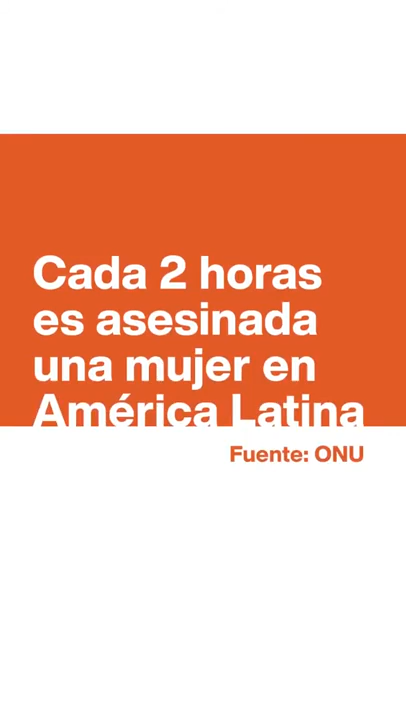 Cada 2 horas
es asesinada
una mujer en
América Latina
Fuente: ONU